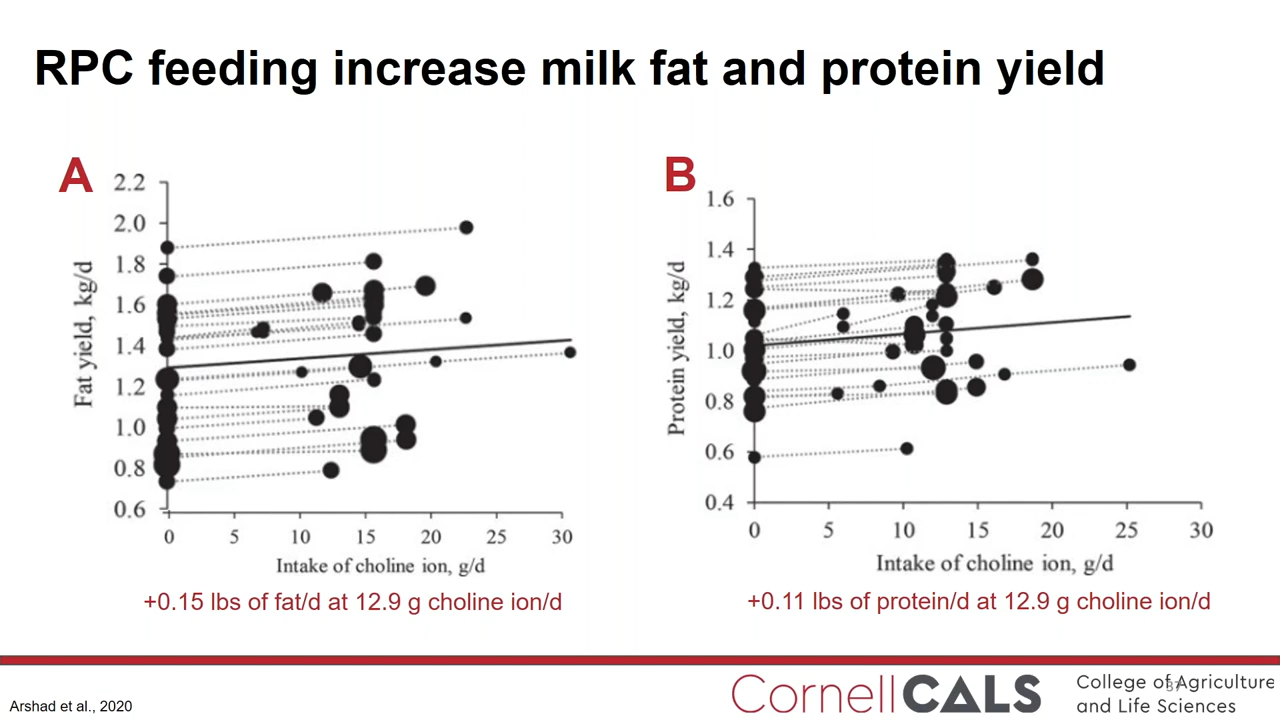 RPC feeding increase milk fat and protein yield
A
Fat yield, kg/d
2.2
2.0
1.8
1.6
1.4
1.2
1.0
0.8
0.6
0
5
10
15
20
25
30
Intake of choline ion, g/d
+0.15 lbs of fat/d at 12.9 g choline ion/d
B
Protein yield, kg/d
1.6
1.4
1.2
1.0
0.8
0.6
0.4
0
5
10
15
20
25
30
Intake of choline ion, g/d
+0.11 lbs of protein/d at 12.9 g choline ion/d
Arshad et al., 2020
CornellCALS
College of Agriculture
and Life Sciences
37